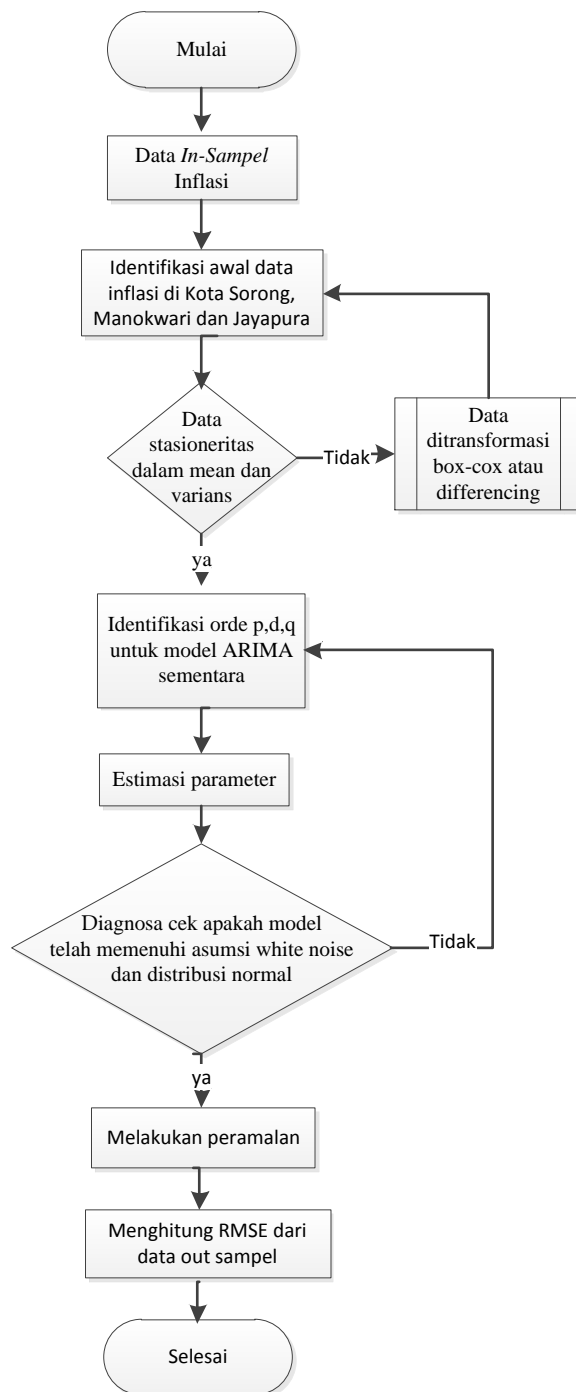 Mulai
Data In-Sampel
Inflasi
Identifikasi awal data
inflasi di Kota Sorong,
Manokwari dan Jayapura
Data
stasioneritas
dalam mean dan
varians
Tidak
Data
ditransformasi
box-cox atau
differencing
ya
Identifikasi orde p,d,q
untuk model ARIMA
sementara
Estimasi parameter
Diagnosa cek apakah model
telah memenuhi asumsi white noise
dan distribusi normal
Tidak
ya
Melakukan peramalan
Menghitung RMSE dari
data out sampel
Selesai